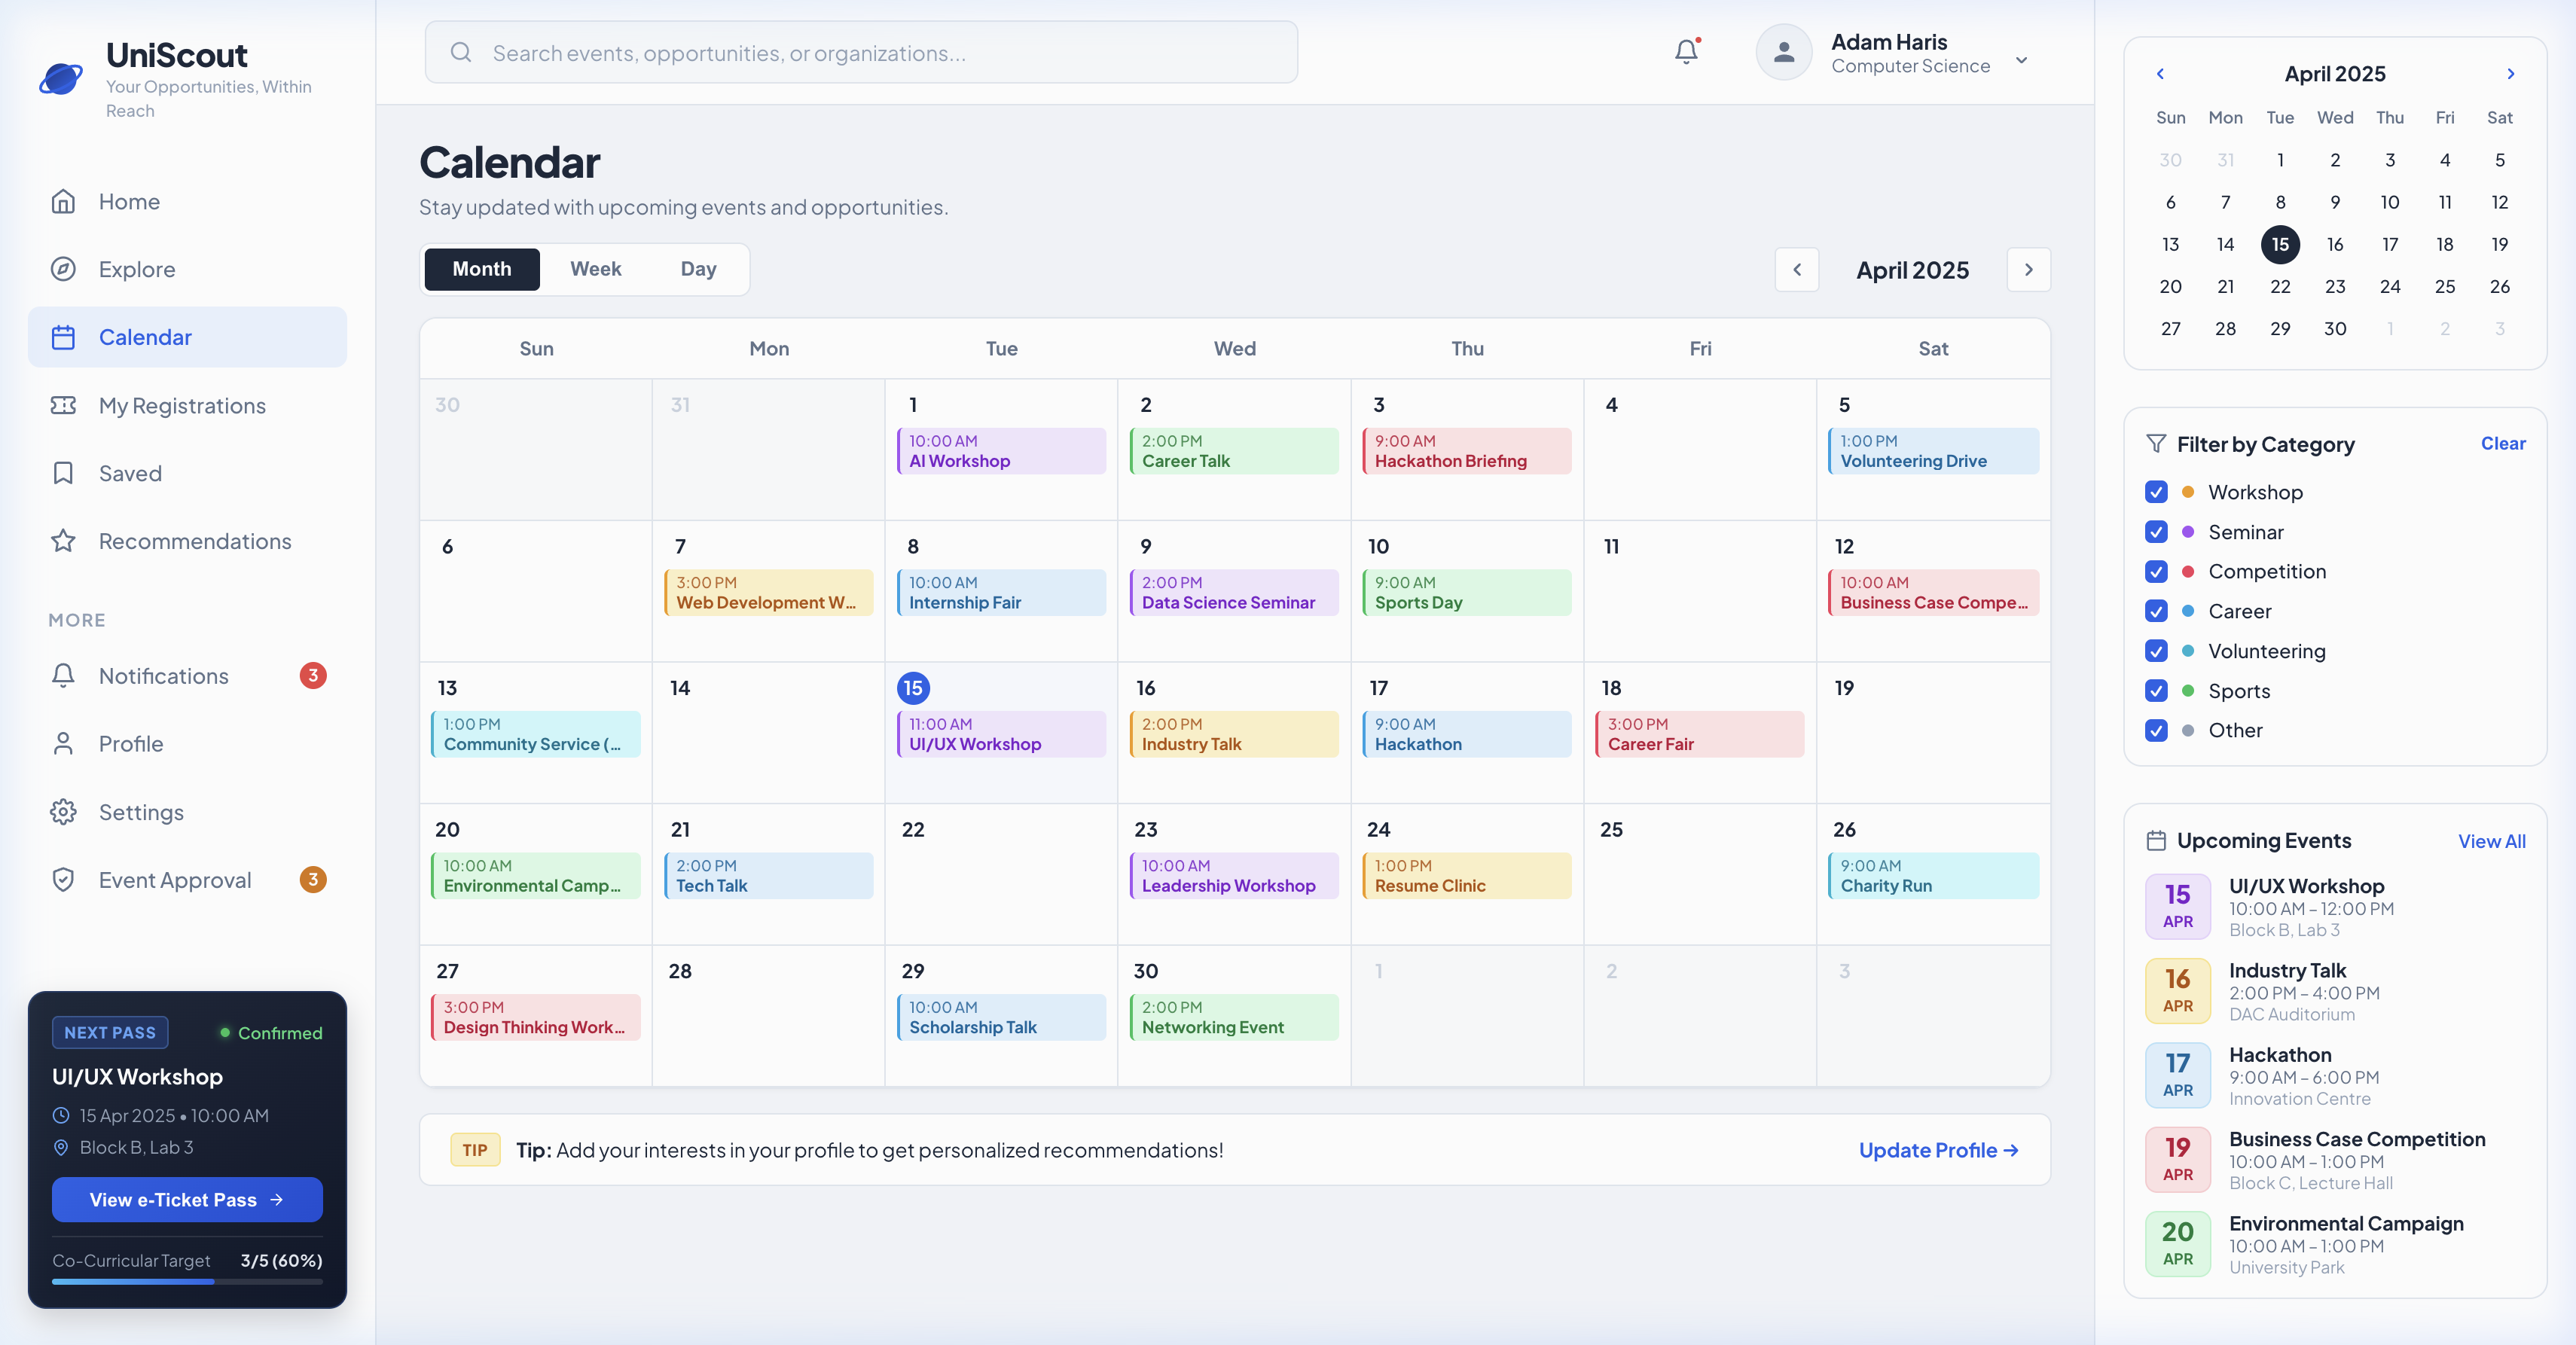 UniScout
Your Opportunities, Within
Reach
Home
Explore
Calendar
My Registrations
Saved
Recommendations
MORE
Notifications 3
Profile
Settings
Event Approval 3
NEXT PASS Confirmed
UI/UX Workshop
15 Apr 2025 • 10:00 AM
Block B, Lab 3
View e-Ticket Pass →
Co-Curricular Target 3/5 (60%)
Search events, opportunities, or organizations...
Adam Haris
Computer Science
Calendar
Stay updated with upcoming events and opportunities.
Month Week Day
April 2025
Sun Mon Tue Wed Thu Fri Sat
30 31 1 2 3 4 5
10:00 AM 2:00 PM 9:00 AM 1:00 PM
AI Workshop Career Talk Hackathon Briefing Volunteering Drive
6 7 8 9 10 11 12
3:00 PM 10:00 AM 2:00 PM 9:00 AM 10:00 AM
Web Development W... Internship Fair Data Science Seminar Sports Day Business Case Compe...
13 14 15 16 17 18 19
1:00 PM 11:00 AM 2:00 PM 9:00 AM 3:00 PM
Community Service (... UI/UX Workshop Industry Talk Hackathon Career Fair
20 21 22 23 24 25 26
10:00 AM 2:00 PM 10:00 AM 1:00 PM 9:00 AM
Environmental Camp... Tech Talk Leadership Workshop Resume Clinic Charity Run
27 28 29 30 1 2 3
3:00 PM 10:00 AM 2:00 PM
Design Thinking Work... Scholarship Talk Networking Event
TIP Tip: Add your interests in your profile to get personalized recommendations! Update Profile →
April 2025
Sun Mon Tue Wed Thu Fri Sat
30 31 1 2 3 4 5
6 7 8 9 10 11 12
13 14 15 16 17 18 19
20 21 22 23 24 25 26
27 28 29 30 1 2 3
Filter by Category Clear
Workshop
Seminar
Competition
Career
Volunteering
Sports
Other
Upcoming Events View All
15 APR
UI/UX Workshop
10:00 AM – 12:00 PM
Block B, Lab 3
16 APR
Industry Talk
2:00 PM – 4:00 PM
DAC Auditorium
17 APR
Hackathon
9:00 AM – 6:00 PM
Innovation Centre
19 APR
Business Case Competition
10:00 AM – 1:00 PM
Block C, Lecture Hall
20 APR
Environmental Campaign
10:00 AM – 1:00 PM
University Park